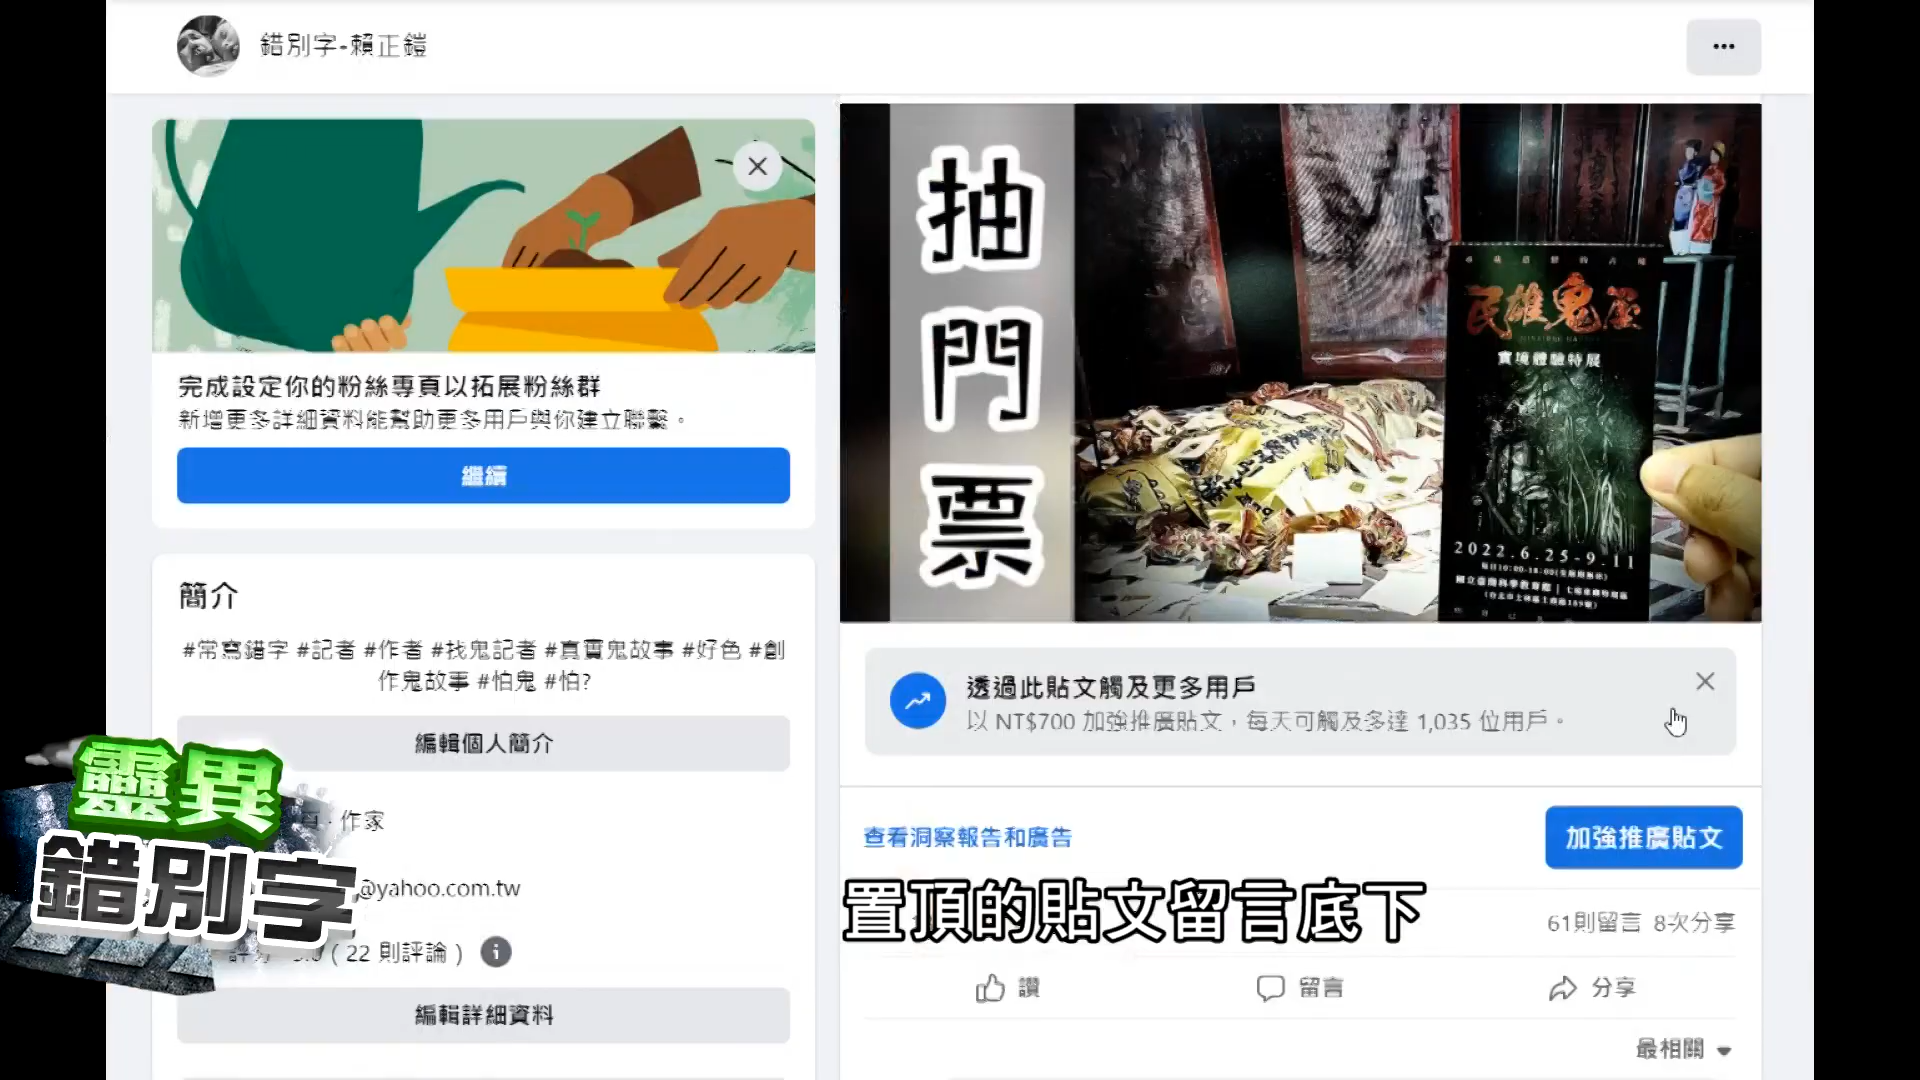 錯別字-賴正鎧
完成設定你的粉絲專頁以拓展粉絲群
新增更多詳細資料能幫助更多用戶與你建立聯繫。
繼續
簡介
#常寫錯字 #記者 #作者 #找鬼記者 #真實鬼故事 #好色 #創
作鬼故事 #怕鬼 #怕?
編輯個人簡介
· 作家
@yahoo.com.tw
( 22 則評論 )
編輯詳細資料
靈異
錯別字
抽門票
民雄鬼屋
實境體驗特展
2022.6.25-9.11
透過此貼文觸及更多用戶
以 NT$700 加強推廣貼文，每天可觸及多達 1,035 位用戶。
查看洞察報告和廣告
加強推廣貼文
置頂的貼文留言底下
61則留言 8次分享
讚
留言
分享
最相關